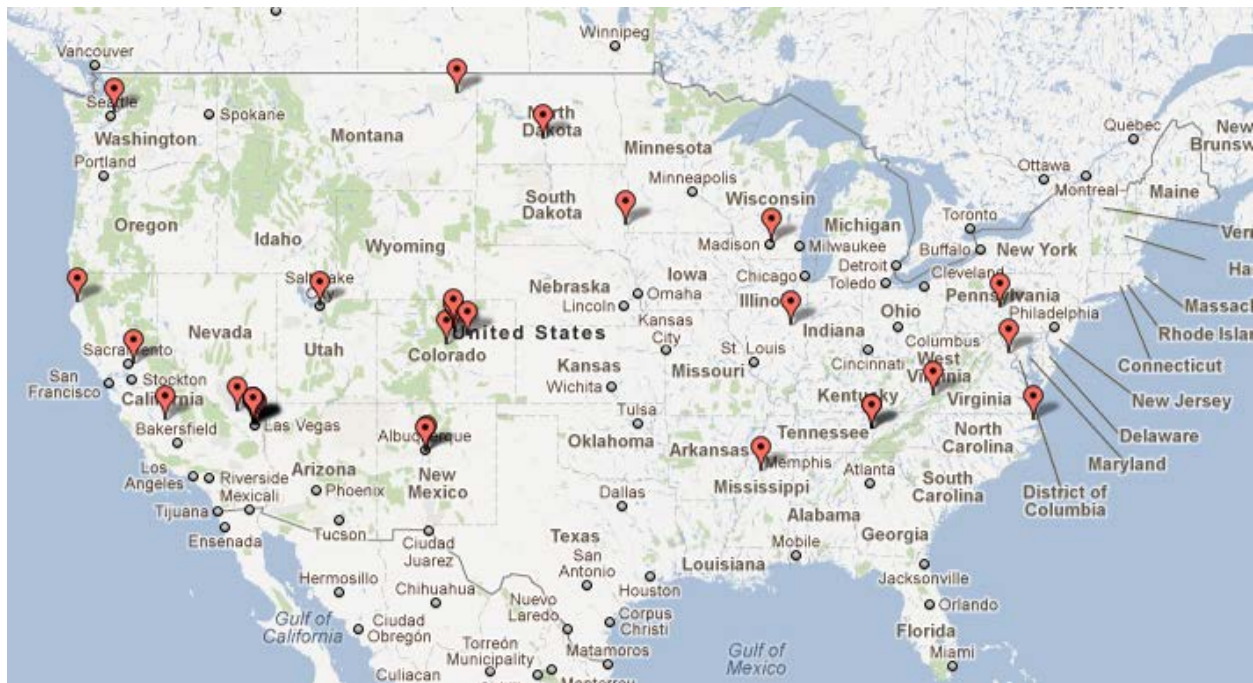 Winnipeg
Vancouver
Seattle
Spokane
Washington
Montana
North
Dakota
Minnesota
Quebec
New
Ottawa
Montreal
Maine
Portland
Minneapolis
Oregon
Idaho
Wyoming
South
Dakota
Wisconsin
Michigan
Toronto
Buffalo
New York
Madison
Milwaukee
Detroit
Chicago
Toledo
Cleveland
Iowa
Nebraska
Omaha
Lincoln
Pennsylvania
Philadelphia
Rhode
Connecticut
New Jersey
Delaware
Maryland
District of
Columbia
Nevada
Utah
United States
Colorado
Kansas
City
Indiana
Ohio
Columbus
West
Virginia
Sacramento
San
Francisco
Stockton
California
Kansas
Wichita
Missouri
St. Louis
Cincinnati
Kentucky
Virginia
Bakersfield
Las Vegas
Albuquerque
Tulsa
Oklahoma
Arkansas
Tennessee
Memphis
North
Carolina
Los
Angeles
Riverside
Mexicali
Arizona
Phoenix
New
Mexico
Mississippi
Atlanta
South
Carolina
Tijuana
Ensenada
Tucson
Ciudad
Juarez
Dallas
Texas
Alabama
Georgia
Louisiana
Mobile
Hermosillo
Chihuahua
San
Antonio
Houston
Jacksonville
Orlando
Gulf of
California
Ciudad
Obregón
Nuevo
Laredo
Corpus
Christi
Florida
Miami
Gulf of
Mexico
Torreón
Municipality
Matamoros
Culiacan